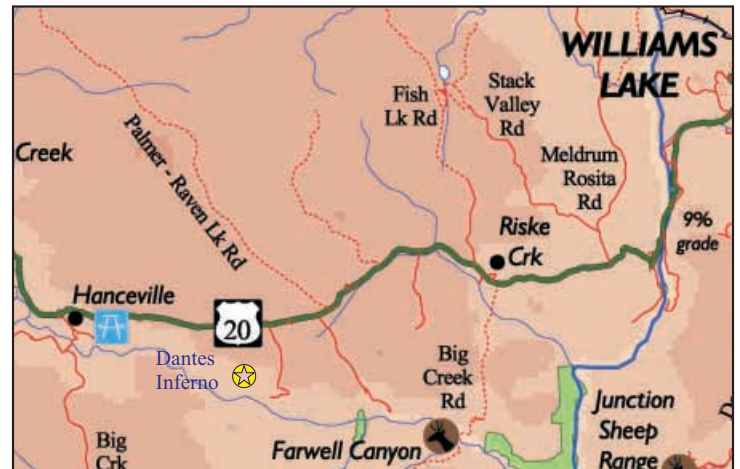 WILLIAMS
LAKE
Fish
Lk Rd
Stack
Valley
Rd
Creek
Palmer - Raven Lk Rd
Meldrum
Rosita
Rd
Riske
Crk
9%
grade
Hanceville
20
Dantes
Inferno
Big
Creek
Rd
Junction
Sheep
Range
Farwell Canyon
Big
Crk